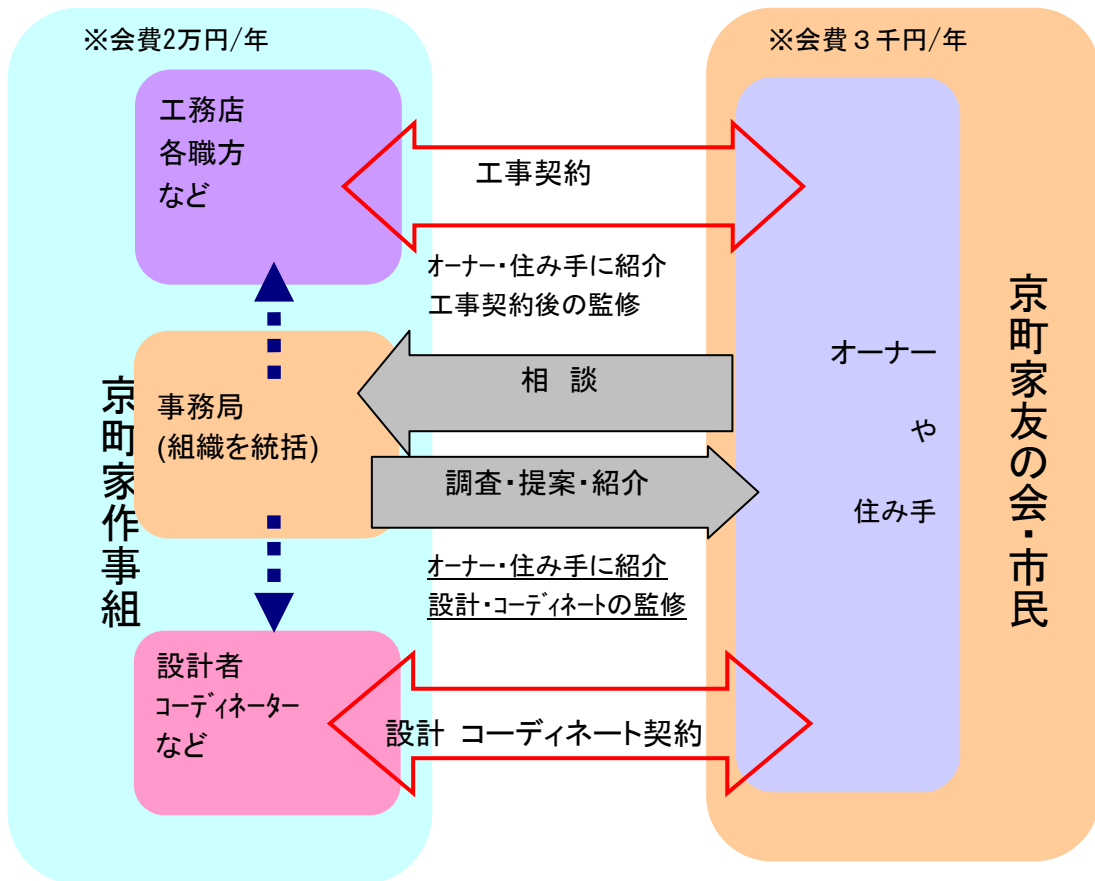 ※会費2万円/年
※会費３千円/年
工務店
各職方
など
工事契約
オーナー・住み手に紹介
工事契約後の監修
京町家作事組
事務局
(組織を統括)
相　談
調査・提案・紹介
オーナー
や
住み手
京町家友の会・市民
オーナー・住み手に紹介
設計・コーディネートの監修
設計者
コーディネーター
など
設計 コーディネート契約